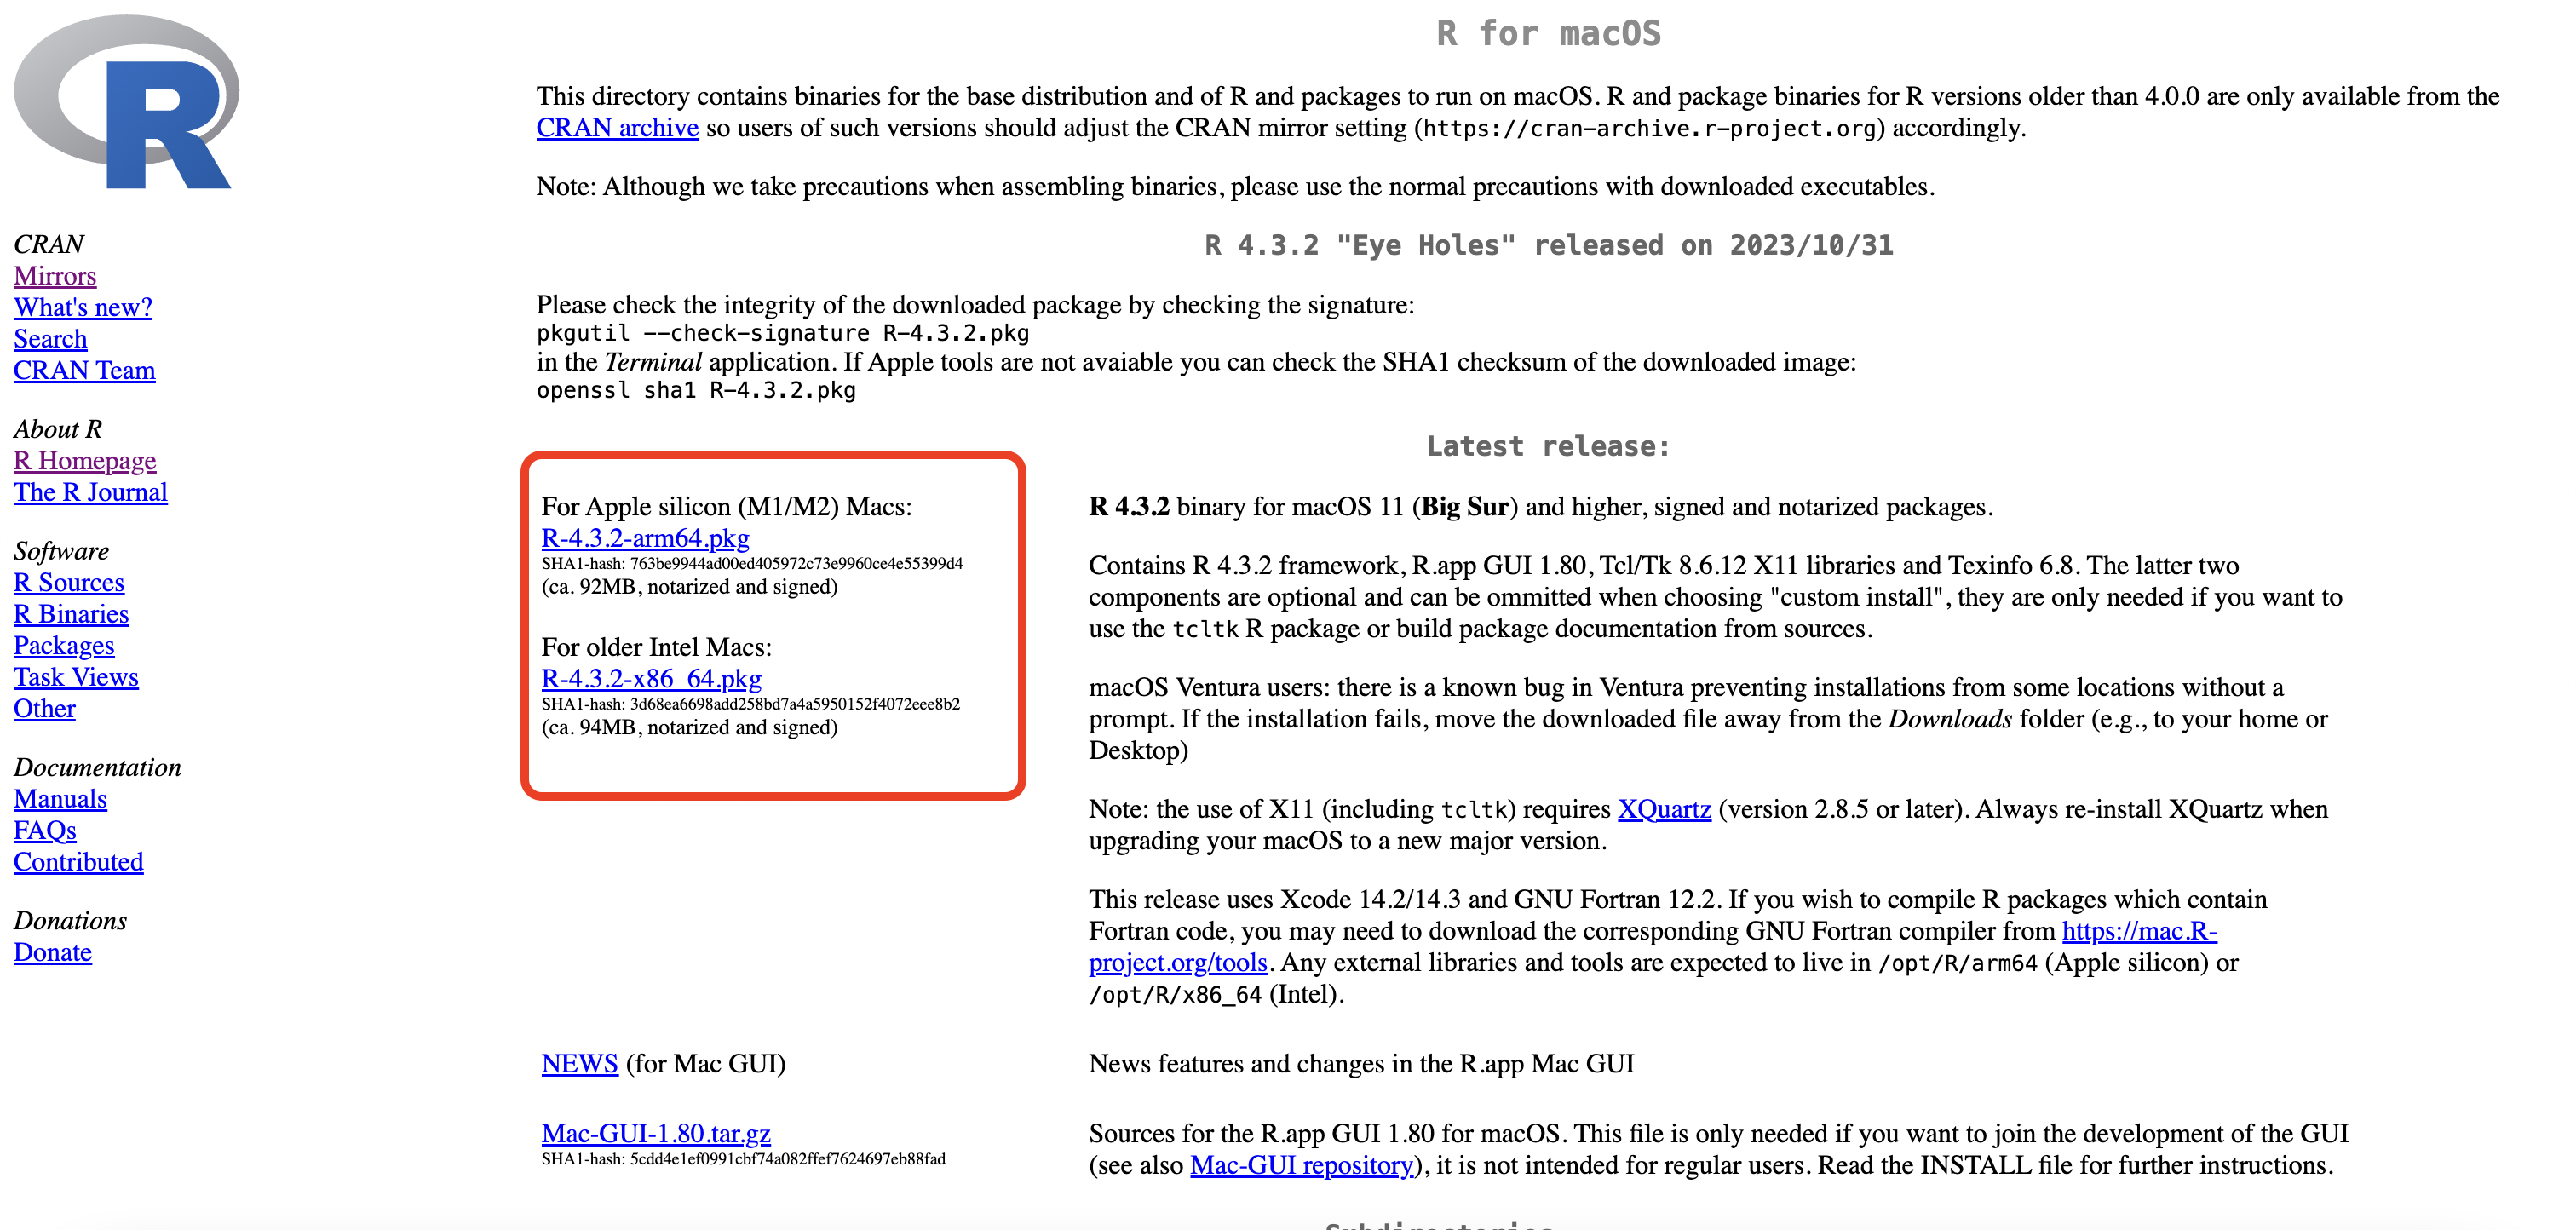 R
CRAN
Mirrors
What's new?
Search
CRAN Team
About R
R Homepage
The R Journal
Software
R Sources
R Binaries
Packages
Task Views
Other
Documentation
Manuals
FAQs
Contributed
Donations
Donate
R for macOS
This directory contains binaries for the base distribution and of R and packages to run on macOS. R and package binaries for R versions older than 4.0.0 are only available from the
CRAN archive so users of such versions should adjust the CRAN mirror setting (https://cran-archive.r-project.org) accordingly.
Note: Although we take precautions when assembling binaries, please use the normal precautions with downloaded executables.
R 4.3.2 "Eye Holes" released on 2023/10/31
Please check the integrity of the downloaded package by checking the signature:
pkgutil --check-signature R-4.3.2.pkg
in the Terminal application. If Apple tools are not avaiable you can check the SHA1 checksum of the downloaded image:
openssl sha1 R-4.3.2.pkg
Latest release:
For Apple silicon (M1/M2) Macs:
R-4.3.2-arm64.pkg
SHA1-hash: 763be9944ad00ed405972c73e9960ce4e55399d4
(ca. 92MB, notarized and signed)
For older Intel Macs:
R-4.3.2-x86_64.pkg
SHA1-hash: 3d68ea6698add258bd7a4a5950152f4072eee8b2
(ca. 94MB, notarized and signed)
R 4.3.2 binary for macOS 11 (Big Sur) and higher, signed and notarized packages.
Contains R 4.3.2 framework, R.app GUI 1.80, Tcl/Tk 8.6.12 X11 libraries and Texinfo 6.8. The latter two
components are optional and can be ommitted when choosing "custom install", they are only needed if you want to
use the tcltk R package or build package documentation from sources.
macOS Ventura users: there is a known bug in Ventura preventing installations from some locations without a
prompt. If the installation fails, move the downloaded file away from the Downloads folder (e.g., to your home or
Desktop)
Note: the use of X11 (including tcltk) requires XQuartz (version 2.8.5 or later). Always re-install XQuartz when
upgrading your macOS to a new major version.
This release uses Xcode 14.2/14.3 and GNU Fortran 12.2. If you wish to compile R packages which contain
Fortran code, you may need to download the corresponding GNU Fortran compiler from https://mac.R-
project.org/tools. Any external libraries and tools are expected to live in /opt/R/arm64 (Apple silicon) or
/opt/R/x86_64 (Intel).
NEWS (for Mac GUI)
News features and changes in the R.app Mac GUI
Mac-GUI-1.80.tar.gz
SHA1-hash: 5cdd4e1ef0991cbf74a082ffef7624697eb88fad
Sources for the R.app GUI 1.80 for macOS. This file is only needed if you want to join the development of the GUI
(see also Mac-GUI repository), it is not intended for regular users. Read the INSTALL file for further instructions.